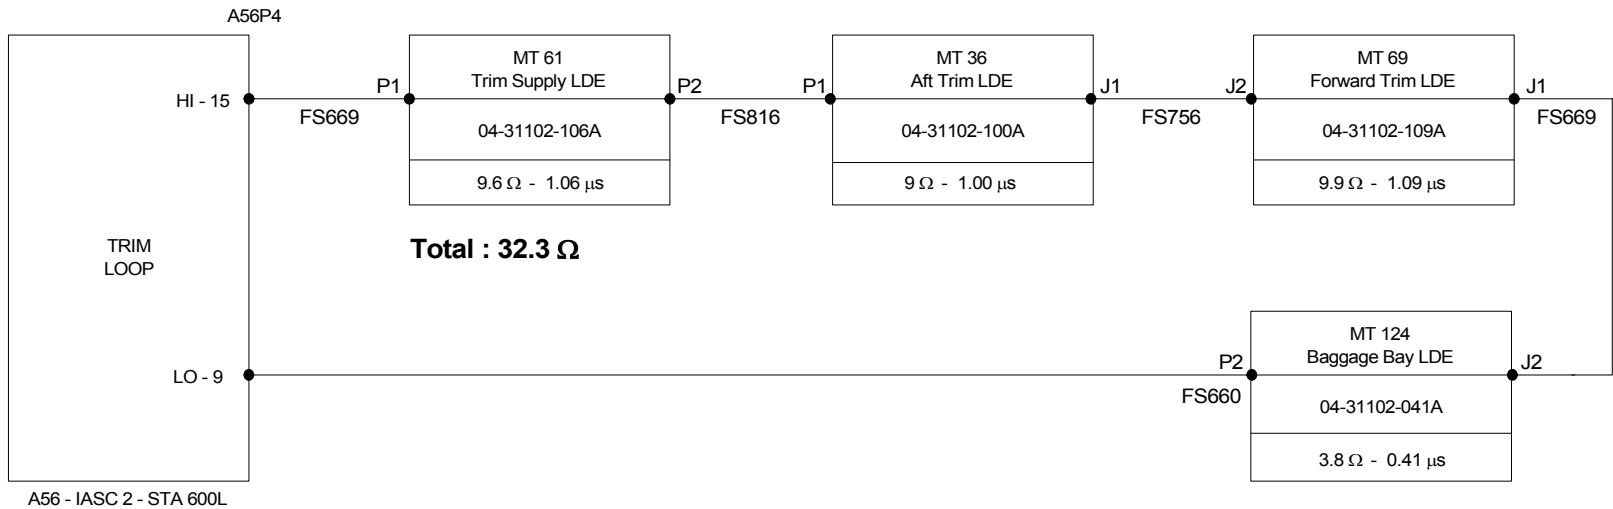 A56P4
HI - 15
TRIM
LOOP
LO - 9
A56 - IASC 2 - STA 600L
P1
FS669
MT 61
Trim Supply LDE
04-31102-106A
9.6 Ω - 1.06 μs
P2
FS816
P1
MT 36
Aft Trim LDE
04-31102-100A
9 Ω - 1.00 μs
J1
FS756
J2
MT 69
Forward Trim LDE
04-31102-109A
9.9 Ω - 1.09 μs
J1
FS669
Total : 32.3 Ω
P2
FS660
MT 124
Baggage Bay LDE
04-31102-041A
3.8 Ω - 0.41 μs
J2